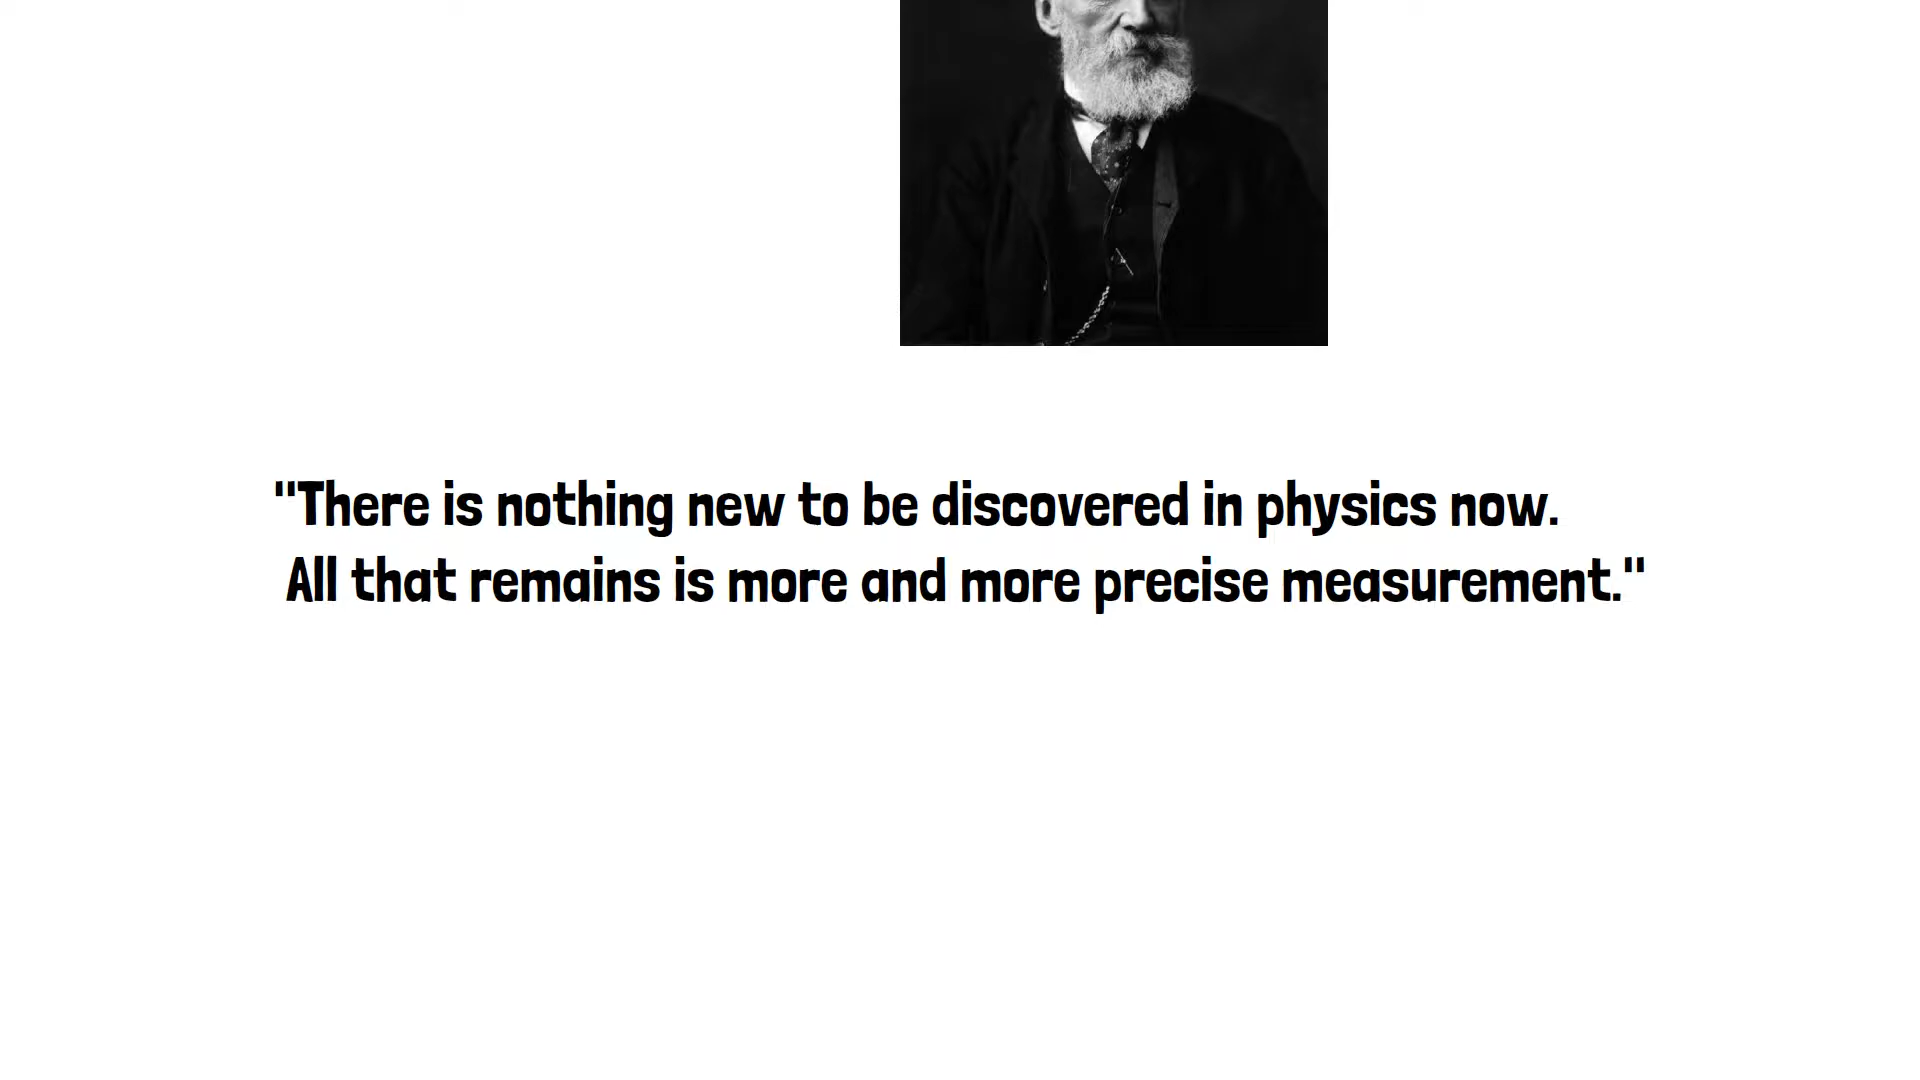 "There is nothing new to be discovered in physics now.
All that remains is more and more precise measurement."